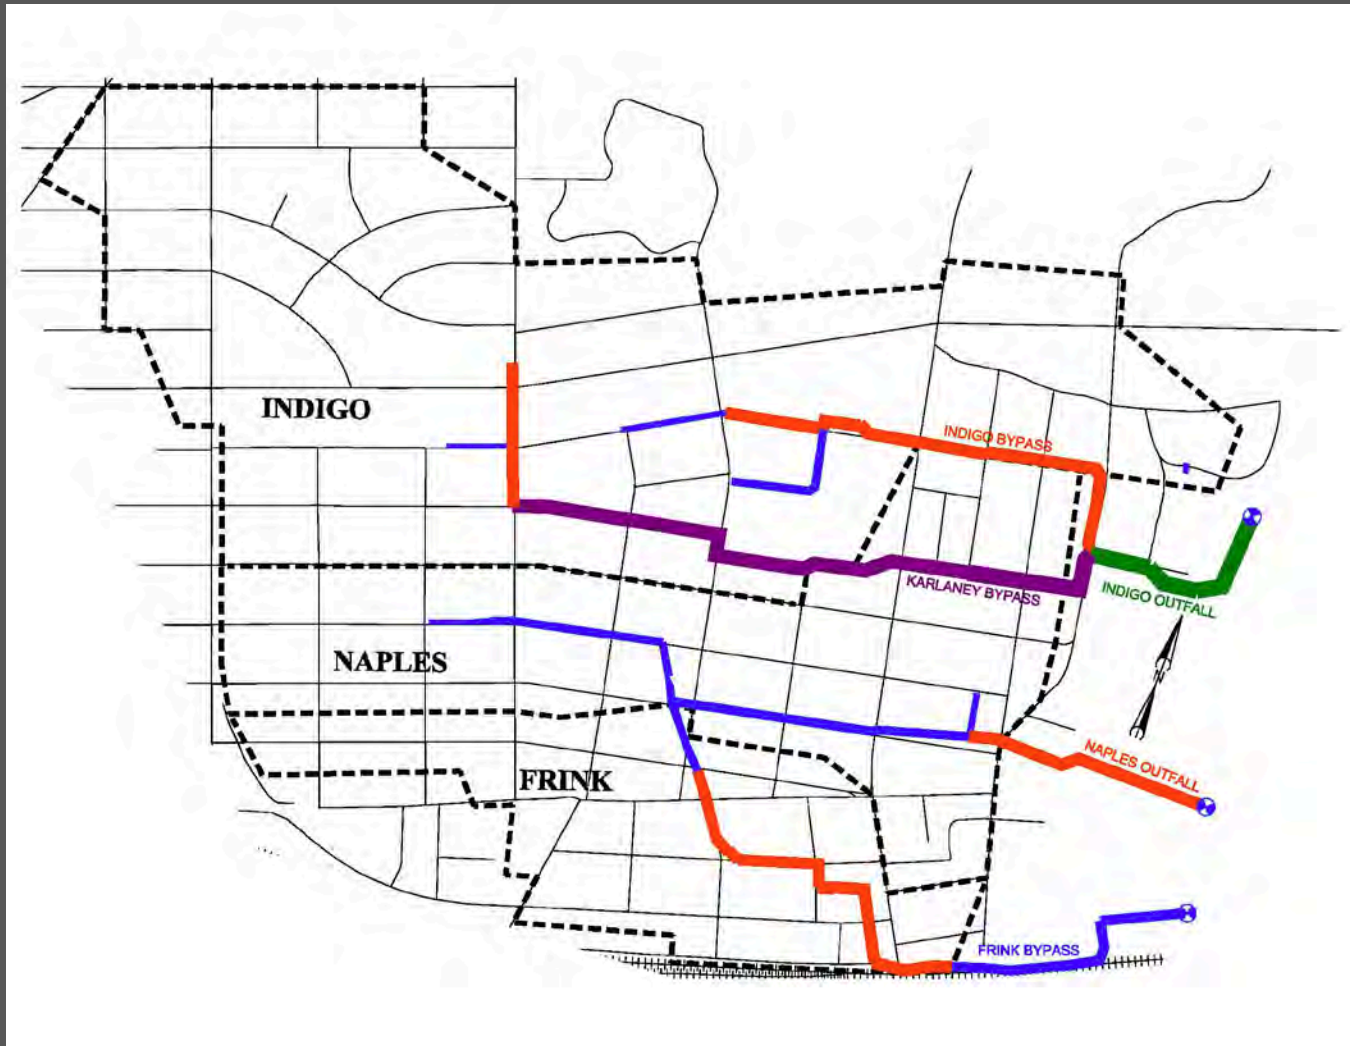 INDIGO
INDIGO BYPASS
KARLANEY BYPASS
INDIGO OUTFALL
NAPLES
NAPLES OUTFALL
FRINK
FRINK BYPASS